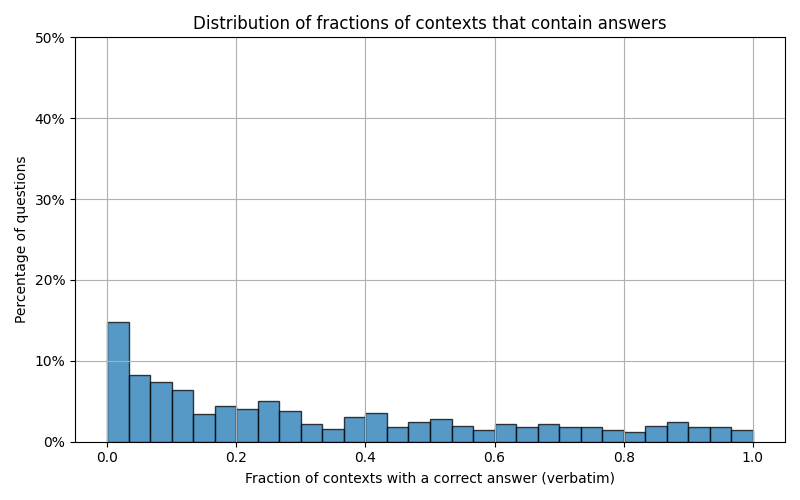 Distribution of fractions of contexts that contain answers
50%
40%
30%
20%
10%
0%
Percentage of questions
0.0 0.2 0.4 0.6 0.8 1.0
Fraction of contexts with a correct answer (verbatim)